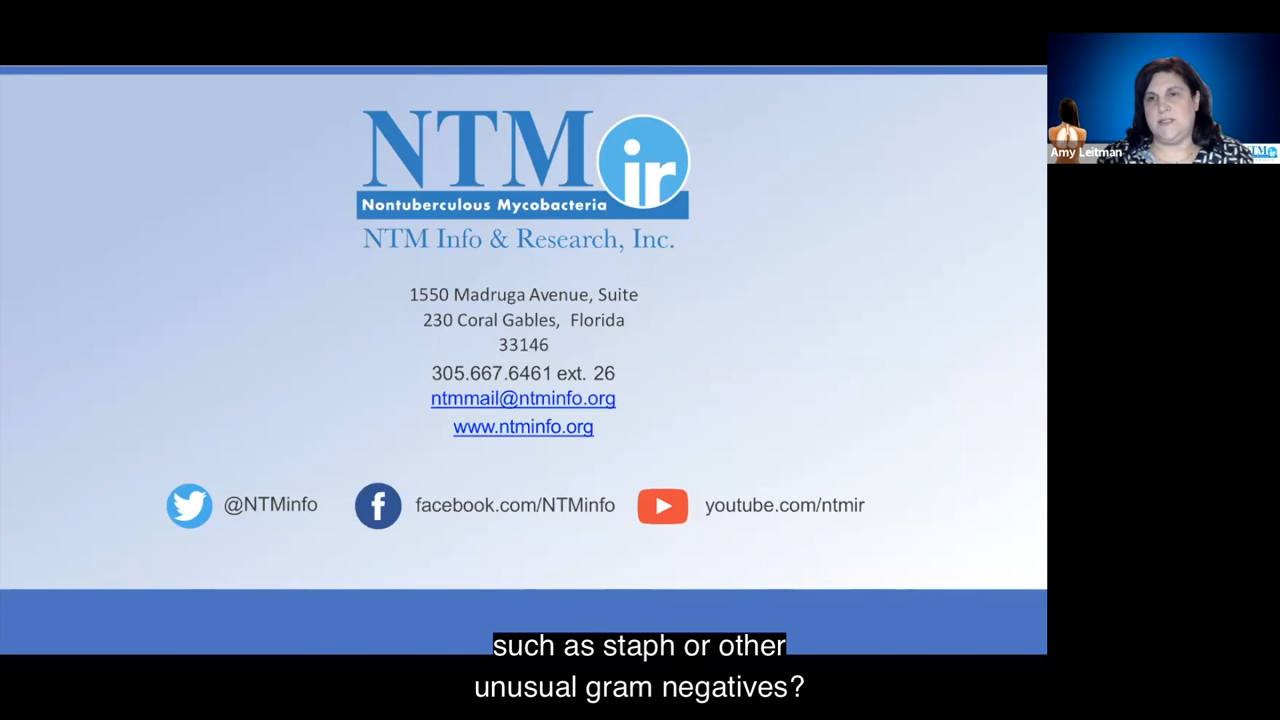 NTM ir
Nontuberculous Mycobacteria
NTM Info & Research, Inc.
1550 Madruga Avenue, Suite
230 Coral Gables, Florida
33146
305.667.6461 ext. 26
ntmmail@ntminfo.org
www.ntminfo.org
@NTMinfo
facebook.com/NTMinfo
youtube.com/ntmir
Amy Leitman
such as staph or other
unusual gram negatives?